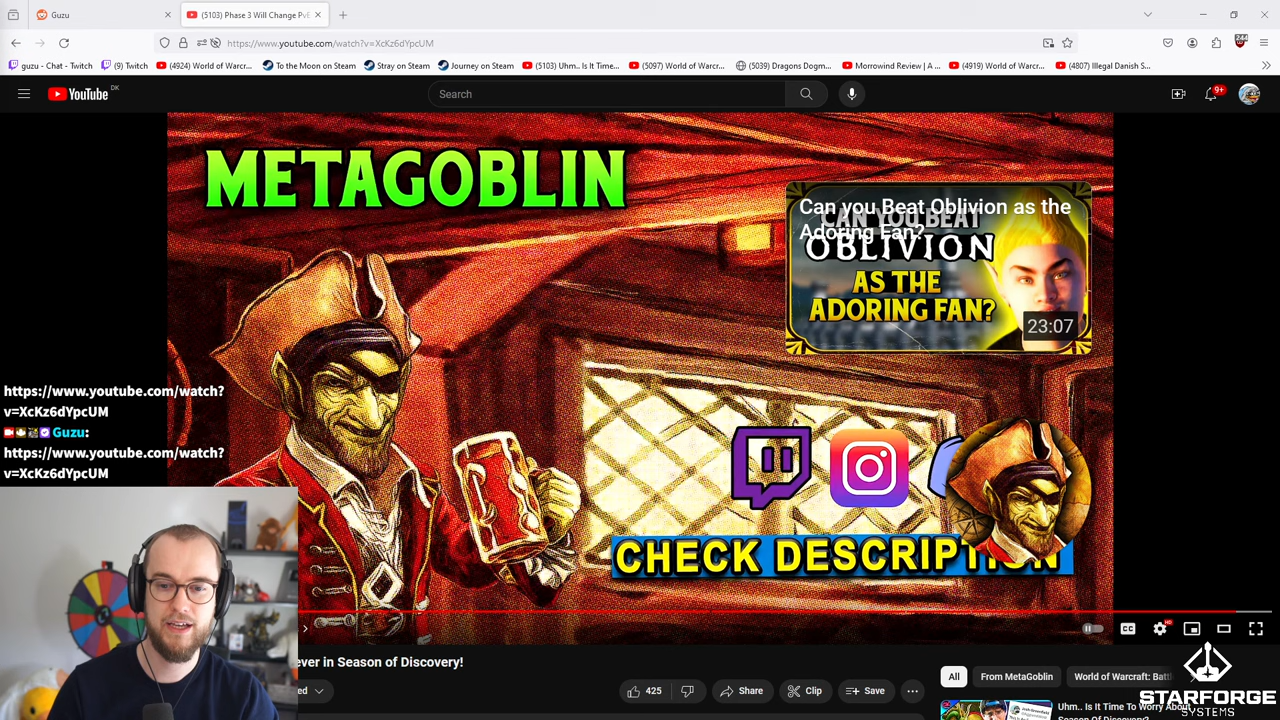 Guzu
(5103) Phase 3 Will Change PvE
https://www.youtube.com/watch?v=XcKz6dYpcUM
244
guzu - Chat - Twitch
(9) Twitch
(4924) World of Warcr...
To the Moon on Steam
Stray on Steam
Journey on Steam
(5103) Uhm.. Is It Time...
(5097) World of Warcr...
(5039) Dragons Dogm...
Morrowind Review | A ...
(4919) World of Warcr...
(4807) Illegal Danish S...
YouTube
DK
Search
9+
METAGOBLIN
Can you Beat Oblivion as the
Adoring Fan?
CAN YOU BEAT
OBLIVION
AS THE
ADORING FAN?
23:07
https://www.youtube.com/watch?
v=XcKz6dYpcUM
Guzu:
https://www.youtube.com/watch?
v=XcKz6dYpcUM
CHECK DESCRIPTION
CC
HD
ever in Season of Discovery!
ed
425
Share
Clip
Save
All
From MetaGoblin
World of Warcraft: Battl
Uhm.. Is It Time To Worry About
Season Of Discovery?
STARFORGE
SYSTEMS